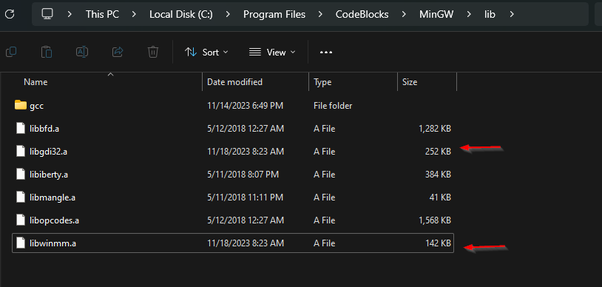 This PC > Local Disk (C:) > Program Files > CodeBlocks > MinGW > lib >
Sort View ...
Name Date modified Type Size
gcc 11/14/2023 6:49 PM File folder
libbfd.a 5/12/2018 12:27 AM A File 1,282 KB
libgdi32.a 11/18/2023 8:23 AM A File 252 KB
libiberty.a 5/11/2018 8:07 PM A File 384 KB
libmangle.a 5/11/2018 11:11 PM A File 41 KB
libopcodes.a 5/12/2018 12:27 AM A File 1,568 KB
libwinmm.a 11/18/2023 8:23 AM A File 142 KB